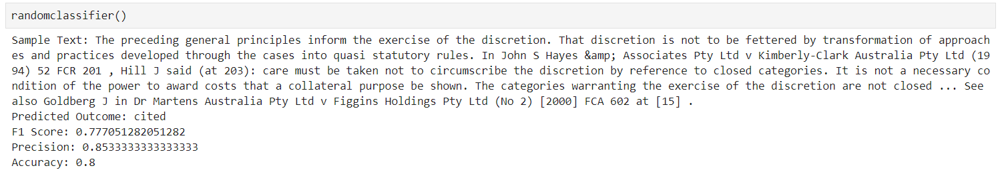 randomclassifier()
Sample Text: The preceding general principles inform the exercise of the discretion. That discretion is not to be fettered by transformation of approach
es and practices developed through the cases into quasi statutory rules. In John S Hayes &amp; Associates Pty Ltd v Kimberly-Clark Australia Pty Ltd (19
94) 52 FCR 201 , Hill J said (at 203): care must be taken not to circumscribe the discretion by reference to closed categories. It is not a necessary co
ndition of the power to award costs that a collateral purpose be shown. The categories warranting the exercise of the discretion are not closed ... See
also Goldberg J in Dr Martens Australia Pty Ltd v Figgins Holdings Pty Ltd (No 2) [2000] FCA 602 at [15] .
Predicted Outcome: cited
F1 Score: 0.777051282051282
Precision: 0.8533333333333333
Accuracy: 0.8